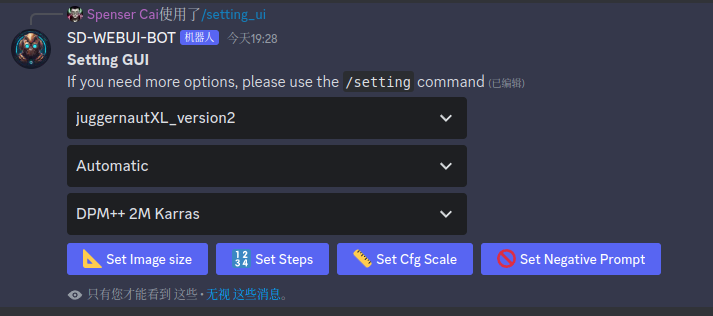 Spenser Cai使用了/setting_ui
SD-WEBUI-BOT 机器人 今天19:28
Setting GUI
If you need more options, please use the /setting command (已编辑)
juggernautXL_version2
Automatic
DPM++ 2M Karras
📐 Set Image size 🔢 Set Steps 📏 Set Cfg Scale 🚫 Set Negative Prompt
只有您才能看到 这些 • 无视 这些消息。